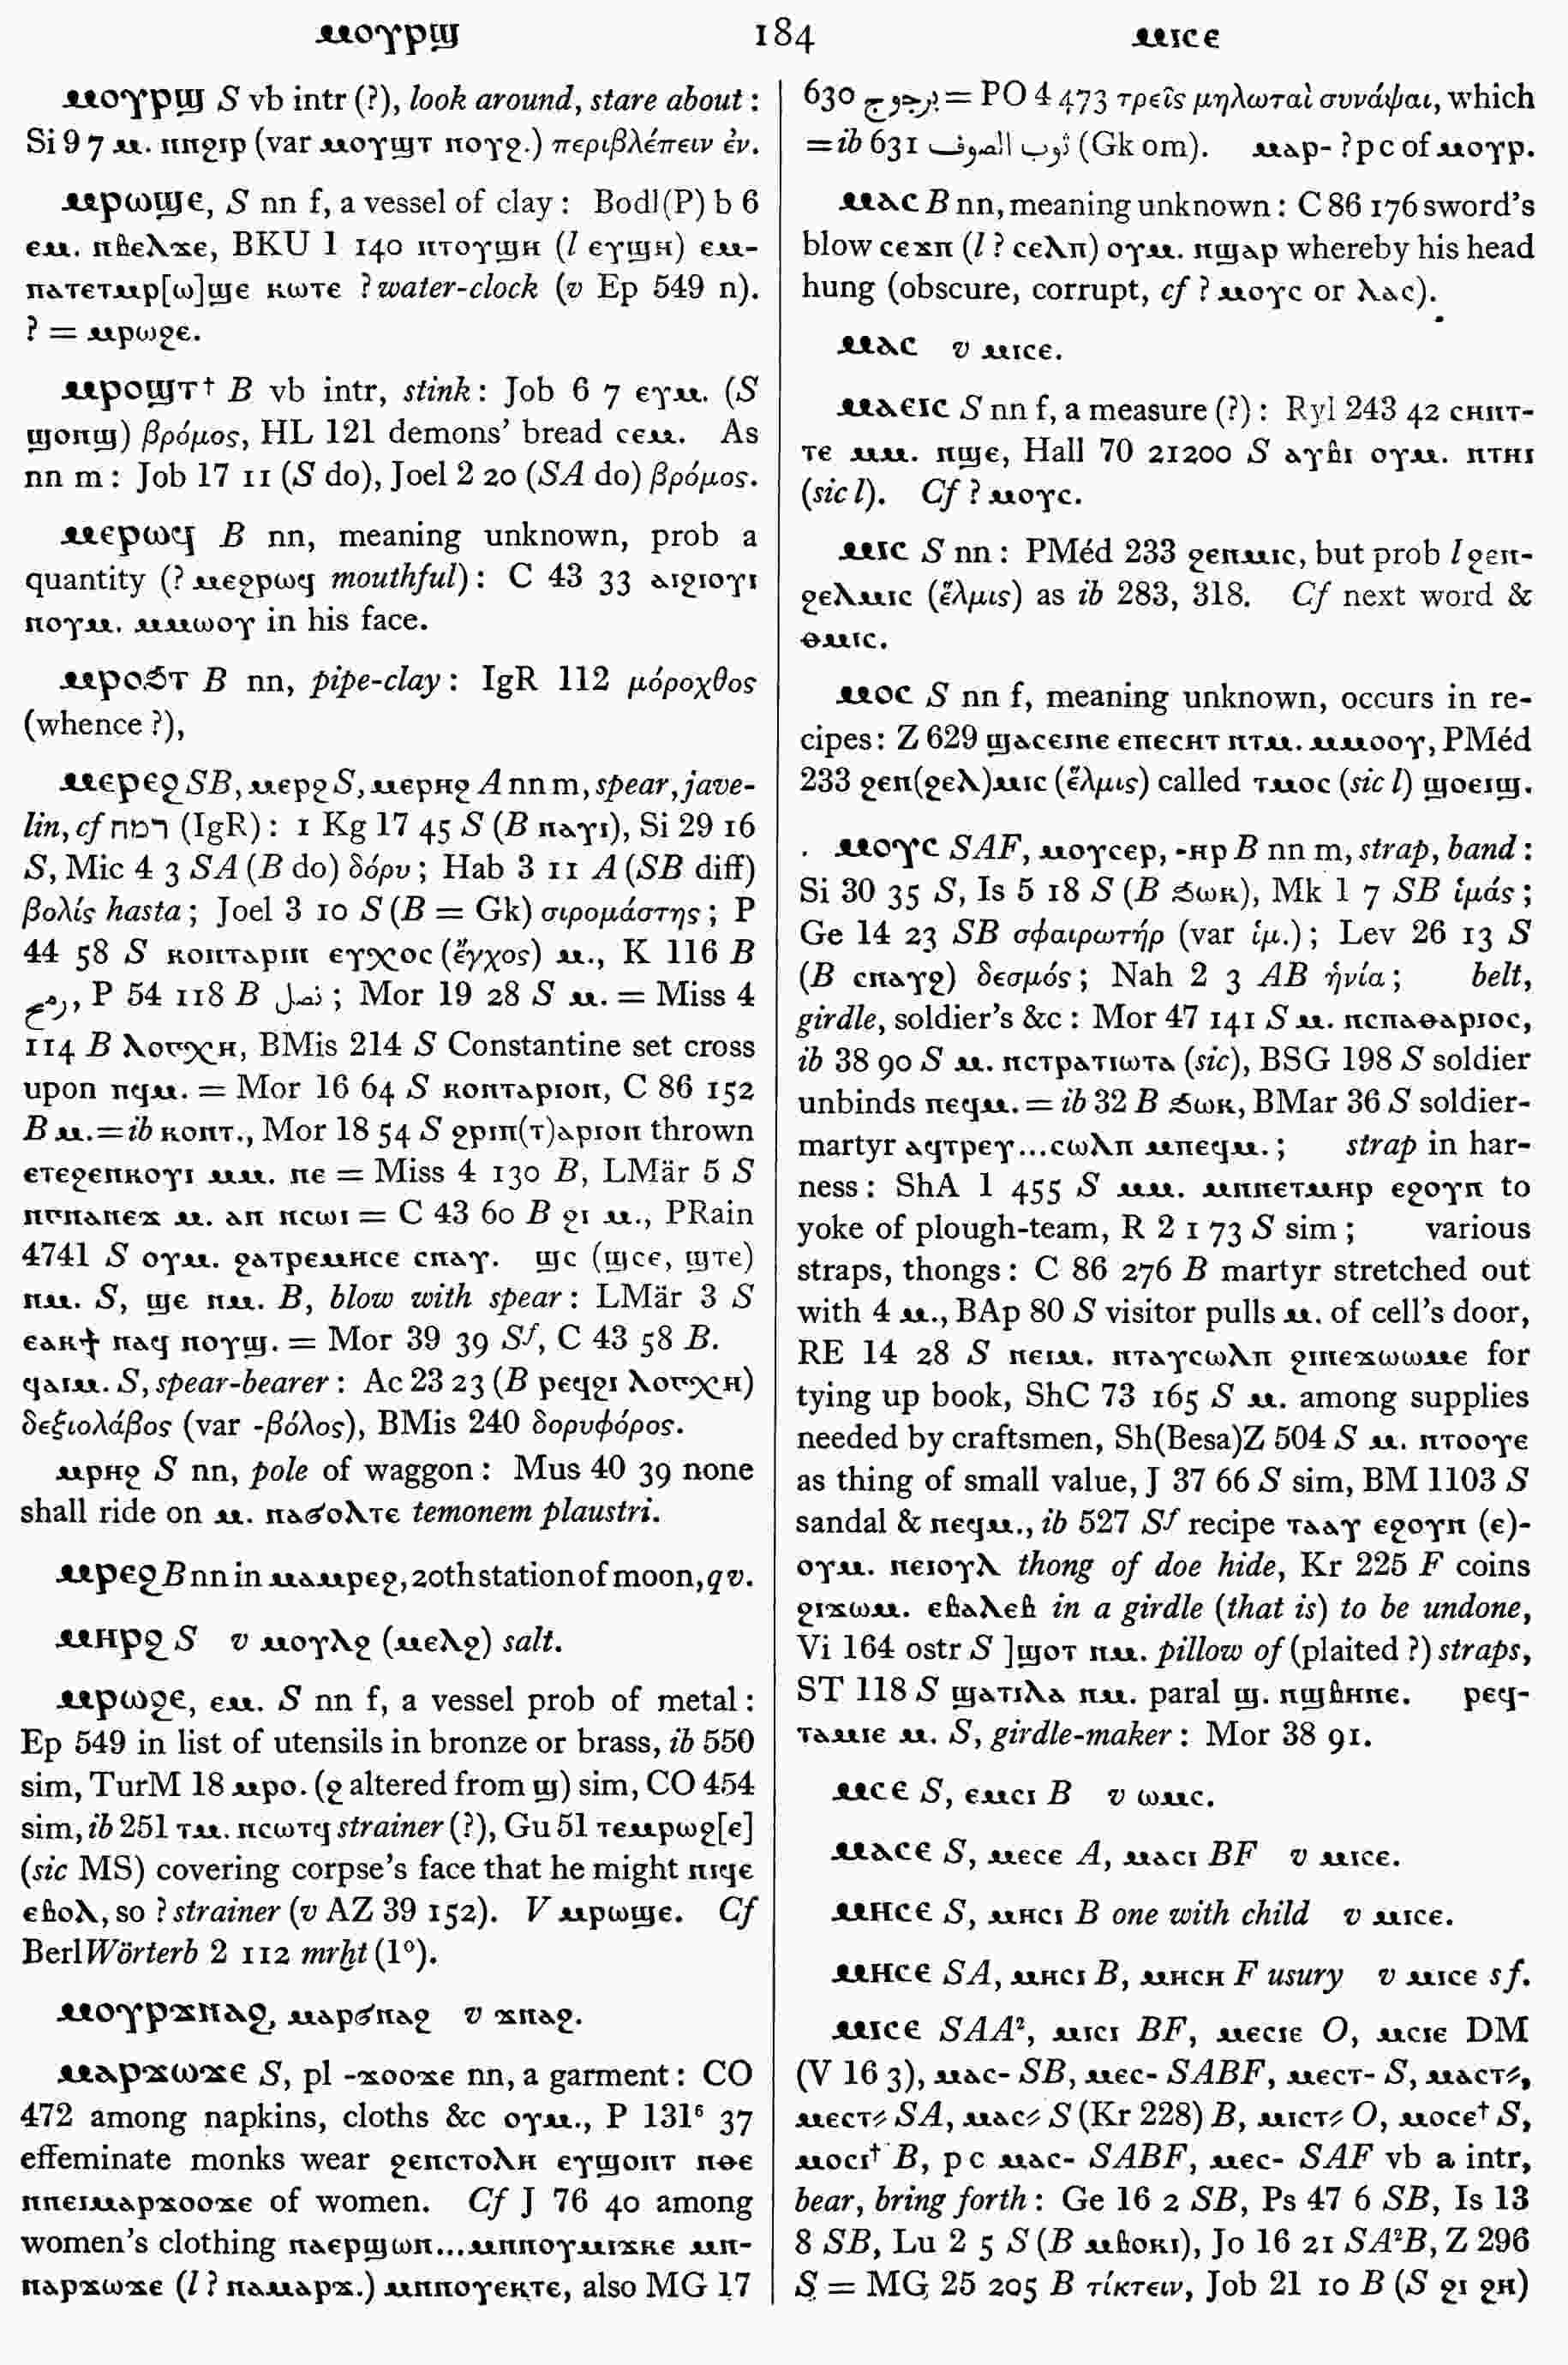 ⲙⲟⲩⲣϣ 184 ⲙⲓⲥⲉ
ⲙⲟⲩⲣϣ S vb intr (?), look around, stare about :
Si 9 7 ⲙ. ⲛⲛϩⲓⲣ (var ⲙⲟⲩϣⲧ ⲛⲟⲩϩ.) περιβλέπειν ἐν.
ⲙⲣⲱϣⲉ, S nn f, a vessel of clay : Bodl(P) b 6
ⲉⲙ. ⲛⲃⲉⲗϫⲉ, BKU 1 140 ⲛⲧⲟⲩϣⲏ (l ⲉⲩϣⲏ) ⲉⲙ-
ⲡⲁⲧⲉⲧⲙⲣ[ⲱ]ϣⲉ ⲕⲱⲧⲉ ? water-clock (v Ep 549 n).
? = ⲙⲣⲱϩⲉ.
ⲙⲣⲟϣⲧ† B vb intr, stink : Job 6 7 ⲉⲩⲙ. (S
ϣⲟⲛϣ) βρόμος, HL 121 demons' bread ⲥⲉⲙ. As
nn m : Job 17 11 (S do), Joel 2 20 (SA do) βρόμος.
ⲙⲉⲣⲱϥ B nn, meaning unknown, prob a
quantity (? ⲙⲉϩⲣⲱϥ mouthful) : C 43 33 ⲁⲓϩⲓⲟⲩⲓ
ⲛⲟⲩⲙ. ⲙⲙⲱⲟⲩ in his face.
ⲙⲣⲟϭⲧ B nn, pipe-clay : IgR 112 μόροχθος
(whence ?),
ⲙⲉⲣⲉϩ SB, ⲙⲉⲣϩ S, ⲙⲉⲣⲏϩ A nn m, spear, jave-
lin, cf רמח (IgR) : 1 Kg 17 45 S (B ⲛⲁⲩⲓ), Si 29 16
S, Mic 4 3 SA (B do) δόρυ ; Hab 3 11 A (SB diff)
βολίς hasta ; Joel 3 10 S (B = Gk) σιρομάστης ; P
44 58 S ⲕⲟⲛⲧⲁⲣⲓⲛ ⲉⲩⲭⲟⲥ (ἔγχος) ⲙ., K 116 B
رمح, P 54 118 B ; Mor 19 28 S ⲙ. = Miss 4
114 B ⲗⲟⲅⲭⲏ, BMis 214 S Constantine set cross
upon ⲡϥⲙ. = Mor 16 64 S ⲕⲟⲛⲧⲁⲣⲓⲟⲛ, C 86 152
B ⲙ.=ib ⲕⲟⲛⲧ., Mor 18 54 S ϩⲣⲓⲛ(ⲧ)ⲁⲣⲓⲟⲛ thrown
ⲉⲧⲉϩⲉⲛⲕⲟⲩⲓ ⲙⲙ. ⲛⲉ = Miss 4 130 B, LMär 5 S
ⲛⲅⲛⲁⲛⲉϫ ⲙ. ⲁⲛ ⲛⲥⲱⲓ = C 43 60 B ϩⲓ ⲙ., PRain
4741 S ⲟⲩⲙ. ϩⲁⲧⲣⲉⲙⲏⲥⲉ ⲥⲛⲁⲩ. ϣⲥ (ϣⲥⲉ, ϣⲧⲉ)
ⲛⲙ. S, ϣⲉ ⲛⲙ. B, blow with spear : LMär 3 S
ⲉⲁⲕϯ ⲛⲁϥ ⲛⲟⲩϣ. = Mor 39 39 Sf, C 43 58 B.
ϥⲁⲓⲙ. S, spear-bearer : Ac 23 23 (B ⲣⲉϥϩⲓ ⲗⲟⲅⲭⲏ)
δεξιολάβος (var -βόλος), BMis 240 δορυφόρος.
ⲙⲣⲏϩ S nn, pole of waggon : Mus 40 39 none
shall ride on ⲙ. ⲛⲁϭⲟⲗⲧⲉ temonem plaustri.
ⲙⲣⲉϩ B nn in ⲙⲁⲙⲣⲉϩ, 20th station of moon, qv.
ⲙⲏⲣϩ S v ⲙⲟⲩⲗϩ (ⲙⲉⲗϩ) salt.
ⲙⲣⲱϩⲉ, ⲉⲙ. S nn f, a vessel prob of metal :
Ep 549 in list of utensils in bronze or brass, ib 550
sim, TurM 18 ⲙⲣⲟ. (ϩ altered from ϣ) sim, CO 454
sim, ib 251 ⲧⲙ. ⲛⲥⲱⲧϥ strainer (?), Gu 51 ⲧⲉⲙⲣⲱϩ[ⲉ]
(sic MS) covering corpse's face that he might ⲛⲓϥⲉ
ⲉⲃⲟⲗ, so ? strainer (v AZ 39 152). V ⲙⲣⲱϣⲉ. Cf
BerlWörterb 2 112 mrḫt (1°).
ⲙⲟⲩⲣϫⲛⲁϩ, ⲙⲁⲣϭⲛⲁϩ v ϫⲛⲁϩ.
ⲙⲁⲣϫⲱϫⲉ S, pl -ϫⲟⲟϫⲉ nn, a garment : CO
472 among napkins, cloths &c ⲟⲩⲙ., P 131⁶ 37
effeminate monks wear ϩⲉⲛⲥⲧⲟⲗⲏ ⲉⲩϣⲟⲛⲧ ⲛⲑⲉ
ⲛⲛⲉⲓⲙⲁⲣϫⲟⲟϫⲉ of women. Cf J 76 40 among
women's clothing ⲛⲁⲉⲣϣⲱⲛ...ⲙⲛⲛⲟⲩⲙⲓϫⲕⲉ ⲙⲛ-
ⲛⲁⲣϫⲱϫⲉ (l ? ⲛⲁⲙⲁⲣϫ.) ⲙⲛⲛⲟⲩⲉⲕⲧⲉ, also MG 17
630 = PO 4 473 τρεῖς μηλωταὶ συνάψαι, which
=ib 631 ثوب الصوف (Gk om). ⲙⲁⲣ- ? p c of ⲙⲟⲩⲣ.
ⲙⲁⲥ B nn, meaning unknown : C 86 176 sword's
blow ⲥⲉϫⲡ (l ? ⲥⲉⲗⲡ) ⲟⲩⲙ. ⲛϣⲁⲣ whereby his head
hung (obscure, corrupt, cf ? ⲙⲟⲩⲥ or ⲗⲁⲥ).
ⲙⲁⲥ v ⲙⲓⲥⲉ.
ⲙⲁⲉⲓⲥ S nn f, a measure (?) : Ryl 243 42 ⲥⲏⲛⲧ-
ⲧⲉ ⲙⲙ. ⲛϣⲉ, Hall 70 21200 S ⲁⲩⲃⲓ ⲟⲩⲙ. ⲛⲧⲏⲓ
(sic l). Cf ? ⲙⲟⲩⲥ.
ⲙⲓⲥ S nn : PMéd 233 ϩⲉⲛⲙⲓⲥ, but prob l ϩⲉⲛ-
ϩⲉⲗⲙⲓⲥ (ἕλμις) as ib 283, 318. Cf next word &
ⲑⲙⲓⲥ.
ⲙⲟⲥ S nn f, meaning unknown, occurs in re-
cipes : Z 629 ϣⲁⲥⲉⲓⲛⲉ ⲉⲡⲉⲥⲏⲧ ⲛⲧⲙ. ⲙⲙⲟⲟⲩ, PMéd
233 ϩⲉⲛ(ϩⲉⲗ)ⲙⲓⲥ (ἕλμις) called ⲧⲙⲟⲥ (sic l) ϣⲟⲉⲓϣ.
ⲙⲟⲩⲥ SAF, ⲙⲟⲩⲥⲉⲣ, -ⲏⲣ B nn m, strap, band :
Si 30 35 S, Is 5 18 S (B ϭⲱⲕ), Mk 1 7 SB ἱμάς ;
Ge 14 23 SB σφαιρωτήρ (var ἱμ.) ; Lev 26 13 S
(B ⲥⲛⲁⲩϩ) δεσμός ; Nah 2 3 AB ἡνία ; belt,
girdle, soldier's &c : Mor 47 141 S ⲙ. ⲛⲥⲡⲁⲑⲁⲣⲓⲟⲥ,
ib 38 90 S ⲙ. ⲛⲥⲧⲣⲁⲧⲓⲱⲧⲁ (sic), BSG 198 S soldier
unbinds ⲡⲉϥⲙ. = ib 32 B ϭⲱⲕ, BMar 36 S soldier-
martyr ⲁϥⲧⲣⲉⲩ...ⲥⲱⲗⲡ ⲙⲡⲉϥⲙ. ; strap in har-
ness : ShA 1 455 S ⲙⲙ. ⲙⲛⲡⲉⲧⲙⲏⲣ ⲉϩⲟⲩⲛ to
yoke of plough-team, R 2 1 73 S sim ; various
straps, thongs : C 86 276 B martyr stretched out
with 4 ⲙ., BAp 80 S visitor pulls ⲙ. of cell's door,
RE 14 28 S ⲡⲉⲓⲙ. ⲛⲧⲁⲩⲥⲱⲗⲡ ϩⲓⲛⲉϫⲱⲱⲙⲉ for
tying up book, ShC 73 165 S ⲙ. among supplies
needed by craftsmen, Sh(Besa)Z 504 S ⲙ. ⲛⲧⲟⲟⲩⲉ
as thing of small value, J 37 66 S sim, BM 1103 S
sandal & ⲡⲉϥⲙ., ib 527 Sf recipe ⲧⲁⲁⲩ ⲉϩⲟⲩⲛ (ⲉ)-
ⲟⲩⲙ. ⲛⲉⲓⲟⲩⲗ thong of doe hide, Kr 225 F coins
ϩⲓϫⲱⲙ. ⲉⲃⲁⲗⲉⲃ in a girdle (that is) to be undone,
Vi 164 ostr S ]ϣⲟⲧ ⲛⲙ. pillow of (plaited ?) straps,
ST 118 S ϣⲁⲧⲓⲗⲁ ⲛⲙ. paral ϣ. ⲛϣⲃⲏⲛⲉ. ⲣⲉϥ-
ⲧⲁⲙⲓⲉ ⲙ. S, girdle-maker : Mor 38 91.
ⲙⲥⲉ S, ⲉⲙⲥⲓ B v ⲱⲙⲥ.
ⲙⲁⲥⲉ S, ⲙⲉⲥⲉ A, ⲙⲁⲥⲓ BF v ⲙⲓⲥⲉ.
ⲙⲏⲥⲉ S, ⲙⲏⲥⲓ B one with child v ⲙⲓⲥⲉ.
ⲙⲏⲥⲉ SA, ⲙⲏⲥⲓ B, ⲙⲏⲥⲏ F usury v ⲙⲓⲥⲉ sf.
ⲙⲓⲥⲉ SAA², ⲙⲓⲥⲓ BF, ⲙⲉⲥⲓⲉ O, ⲙⲥⲓⲉ DM
(V 16 3), ⲙⲁⲥ- SB, ⲙⲉⲥ- SABF, ⲙⲉⲥⲧ- S, ⲙⲁⲥⲧ⸗,
ⲙⲉⲥⲧ⸗ SA, ⲙⲁⲥ⸗ S (Kr 228) B, ⲙⲓⲥⲧ⸗ O, ⲙⲟⲥⲉ† S,
ⲙⲟⲥⲓ† B, p c ⲙⲁⲥ- SABF, ⲙⲉⲥ- SAF vb a intr,
bear, bring forth : Ge 16 2 SB, Ps 47 6 SB, Is 13
8 SB, Lu 2 5 S (B ⲙⲃⲟⲕⲓ), Jo 16 21 SA²B, Z 296
S = MG 25 205 B τίκτειν, Job 21 10 B (S ϩⲓ ϩⲏ)